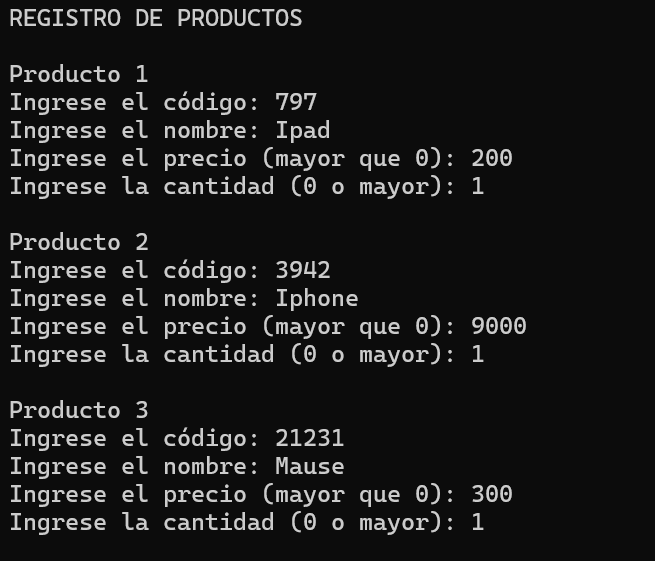 REGISTRO DE PRODUCTOS
Producto 1
Ingrese el código: 797
Ingrese el nombre: Ipad
Ingrese el precio (mayor que 0): 200
Ingrese la cantidad (0 o mayor): 1
Producto 2
Ingrese el código: 3942
Ingrese el nombre: Iphone
Ingrese el precio (mayor que 0): 9000
Ingrese la cantidad (0 o mayor): 1
Producto 3
Ingrese el código: 21231
Ingrese el nombre: Mause
Ingrese el precio (mayor que 0): 300
Ingrese la cantidad (0 o mayor): 1